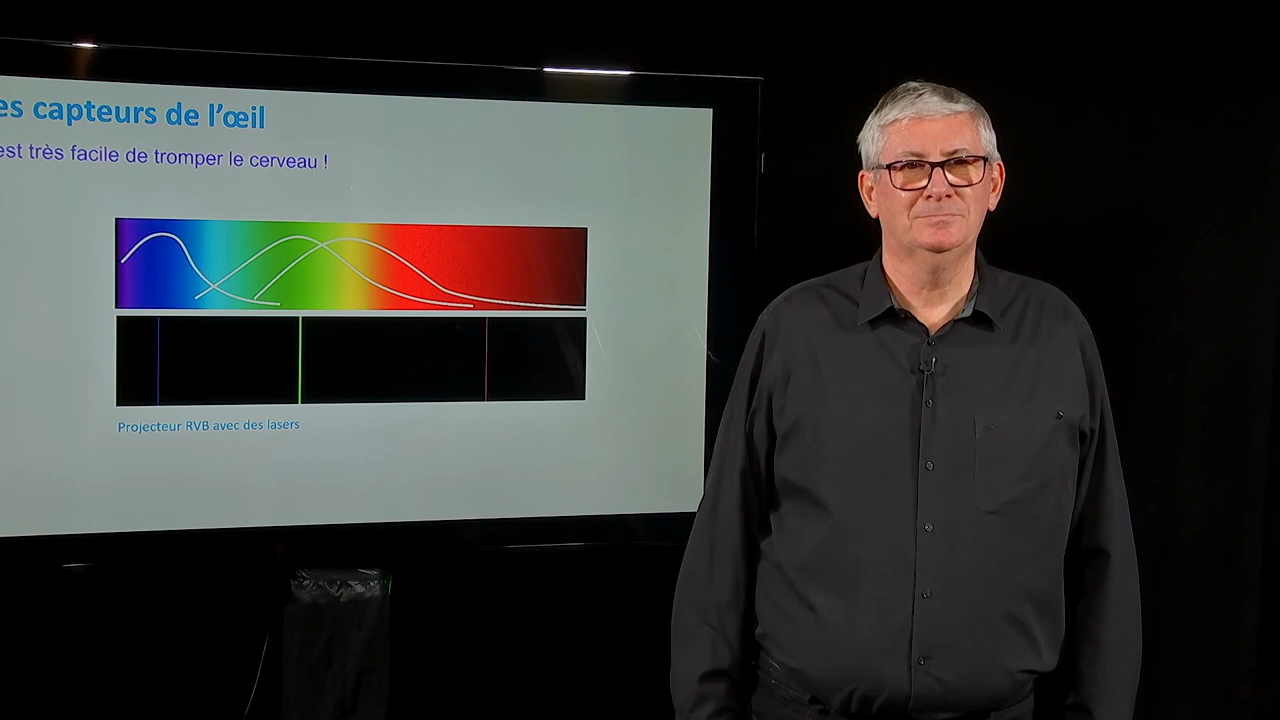 es capteurs de l'œil
est très facile de tromper le cerveau !
Projecteur RVB avec des lasers